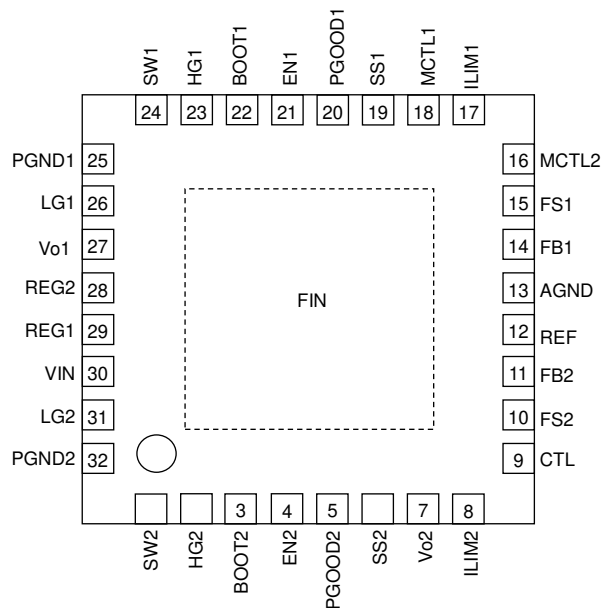 SW1 HG1 BOOT1 EN1 PGOOD1 SS1 MCTL1 ILIM1
24 23 22 21 20 19 18 17
PGND1 25 16 MCTL2
LG1 26 15 FS1
Vo1 27 14 FB1
REG2 28 13 AGND
FIN
REG1 29 12 REF
VIN 30 11 FB2
LG2 31 10 FS2
PGND2 32 9 CTL
3 4 5 7 8
SW2 HG2 BOOT2 EN2 PGOOD2 SS2 Vo2 ILIM2